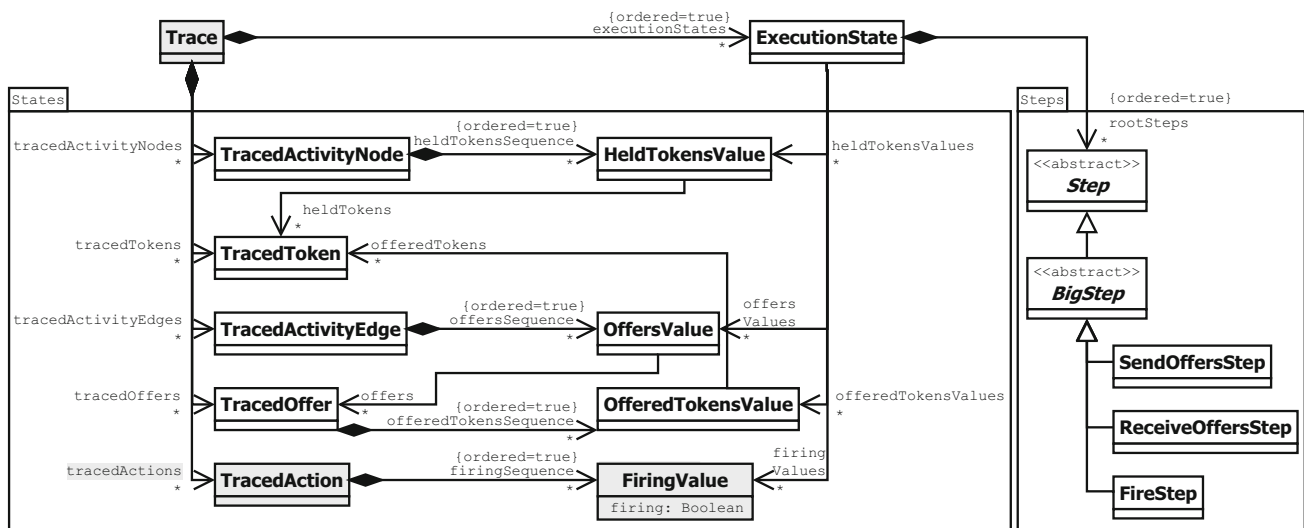 {ordered=true}
Trace
executionStates
*
ExecutionState
States
Steps
{ordered=true}
rootSteps
*
tracedActivityNodes
*
TracedActivityNode
{ordered=true}
heldTokensSequence
*
HeldTokensValue
heldTokensValues
*
<<abstract>>
Step
heldTokens
*
tracedTokens
*
TracedToken
offeredTokens
*
<<abstract>>
BigStep
tracedActivityEdges
*
TracedActivityEdge
{ordered=true}
offersSequence
*
OffersValue
offers
Values
*
SendOffersStep
tracedOffers
*
TracedOffer
offers
*
{ordered=true}
offeredTokensSequence
*
OfferedTokensValue
offeredTokensValues
*
ReceiveOffersStep
tracedActions
*
TracedAction
{ordered=true}
firingSequence
*
FiringValue
firing: Boolean
firing
Values
*
FireStep